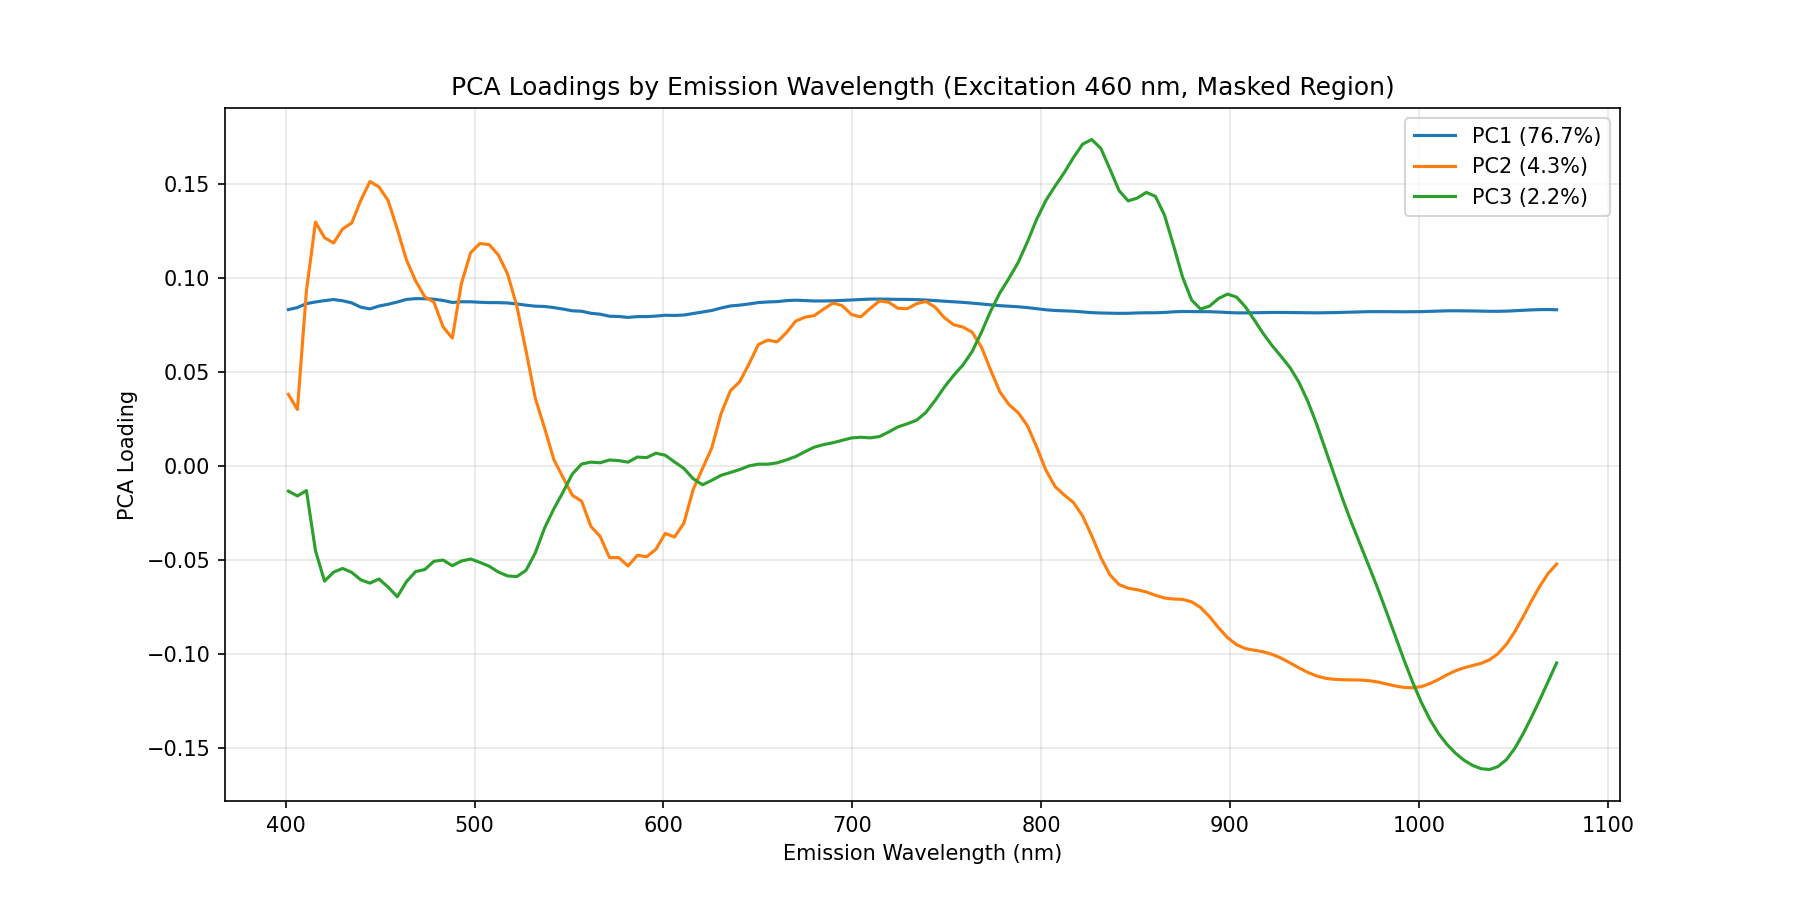 PCA Loadings by Emission Wavelength (Excitation 460 nm, Masked Region)
PC1 (76.7%)
PC2 (4.3%)
PC3 (2.2%)
PCA Loading
0.15
0.10
0.05
0.00
−0.05
−0.10
−0.15
400 500 600 700 800 900 1000 1100
Emission Wavelength (nm)